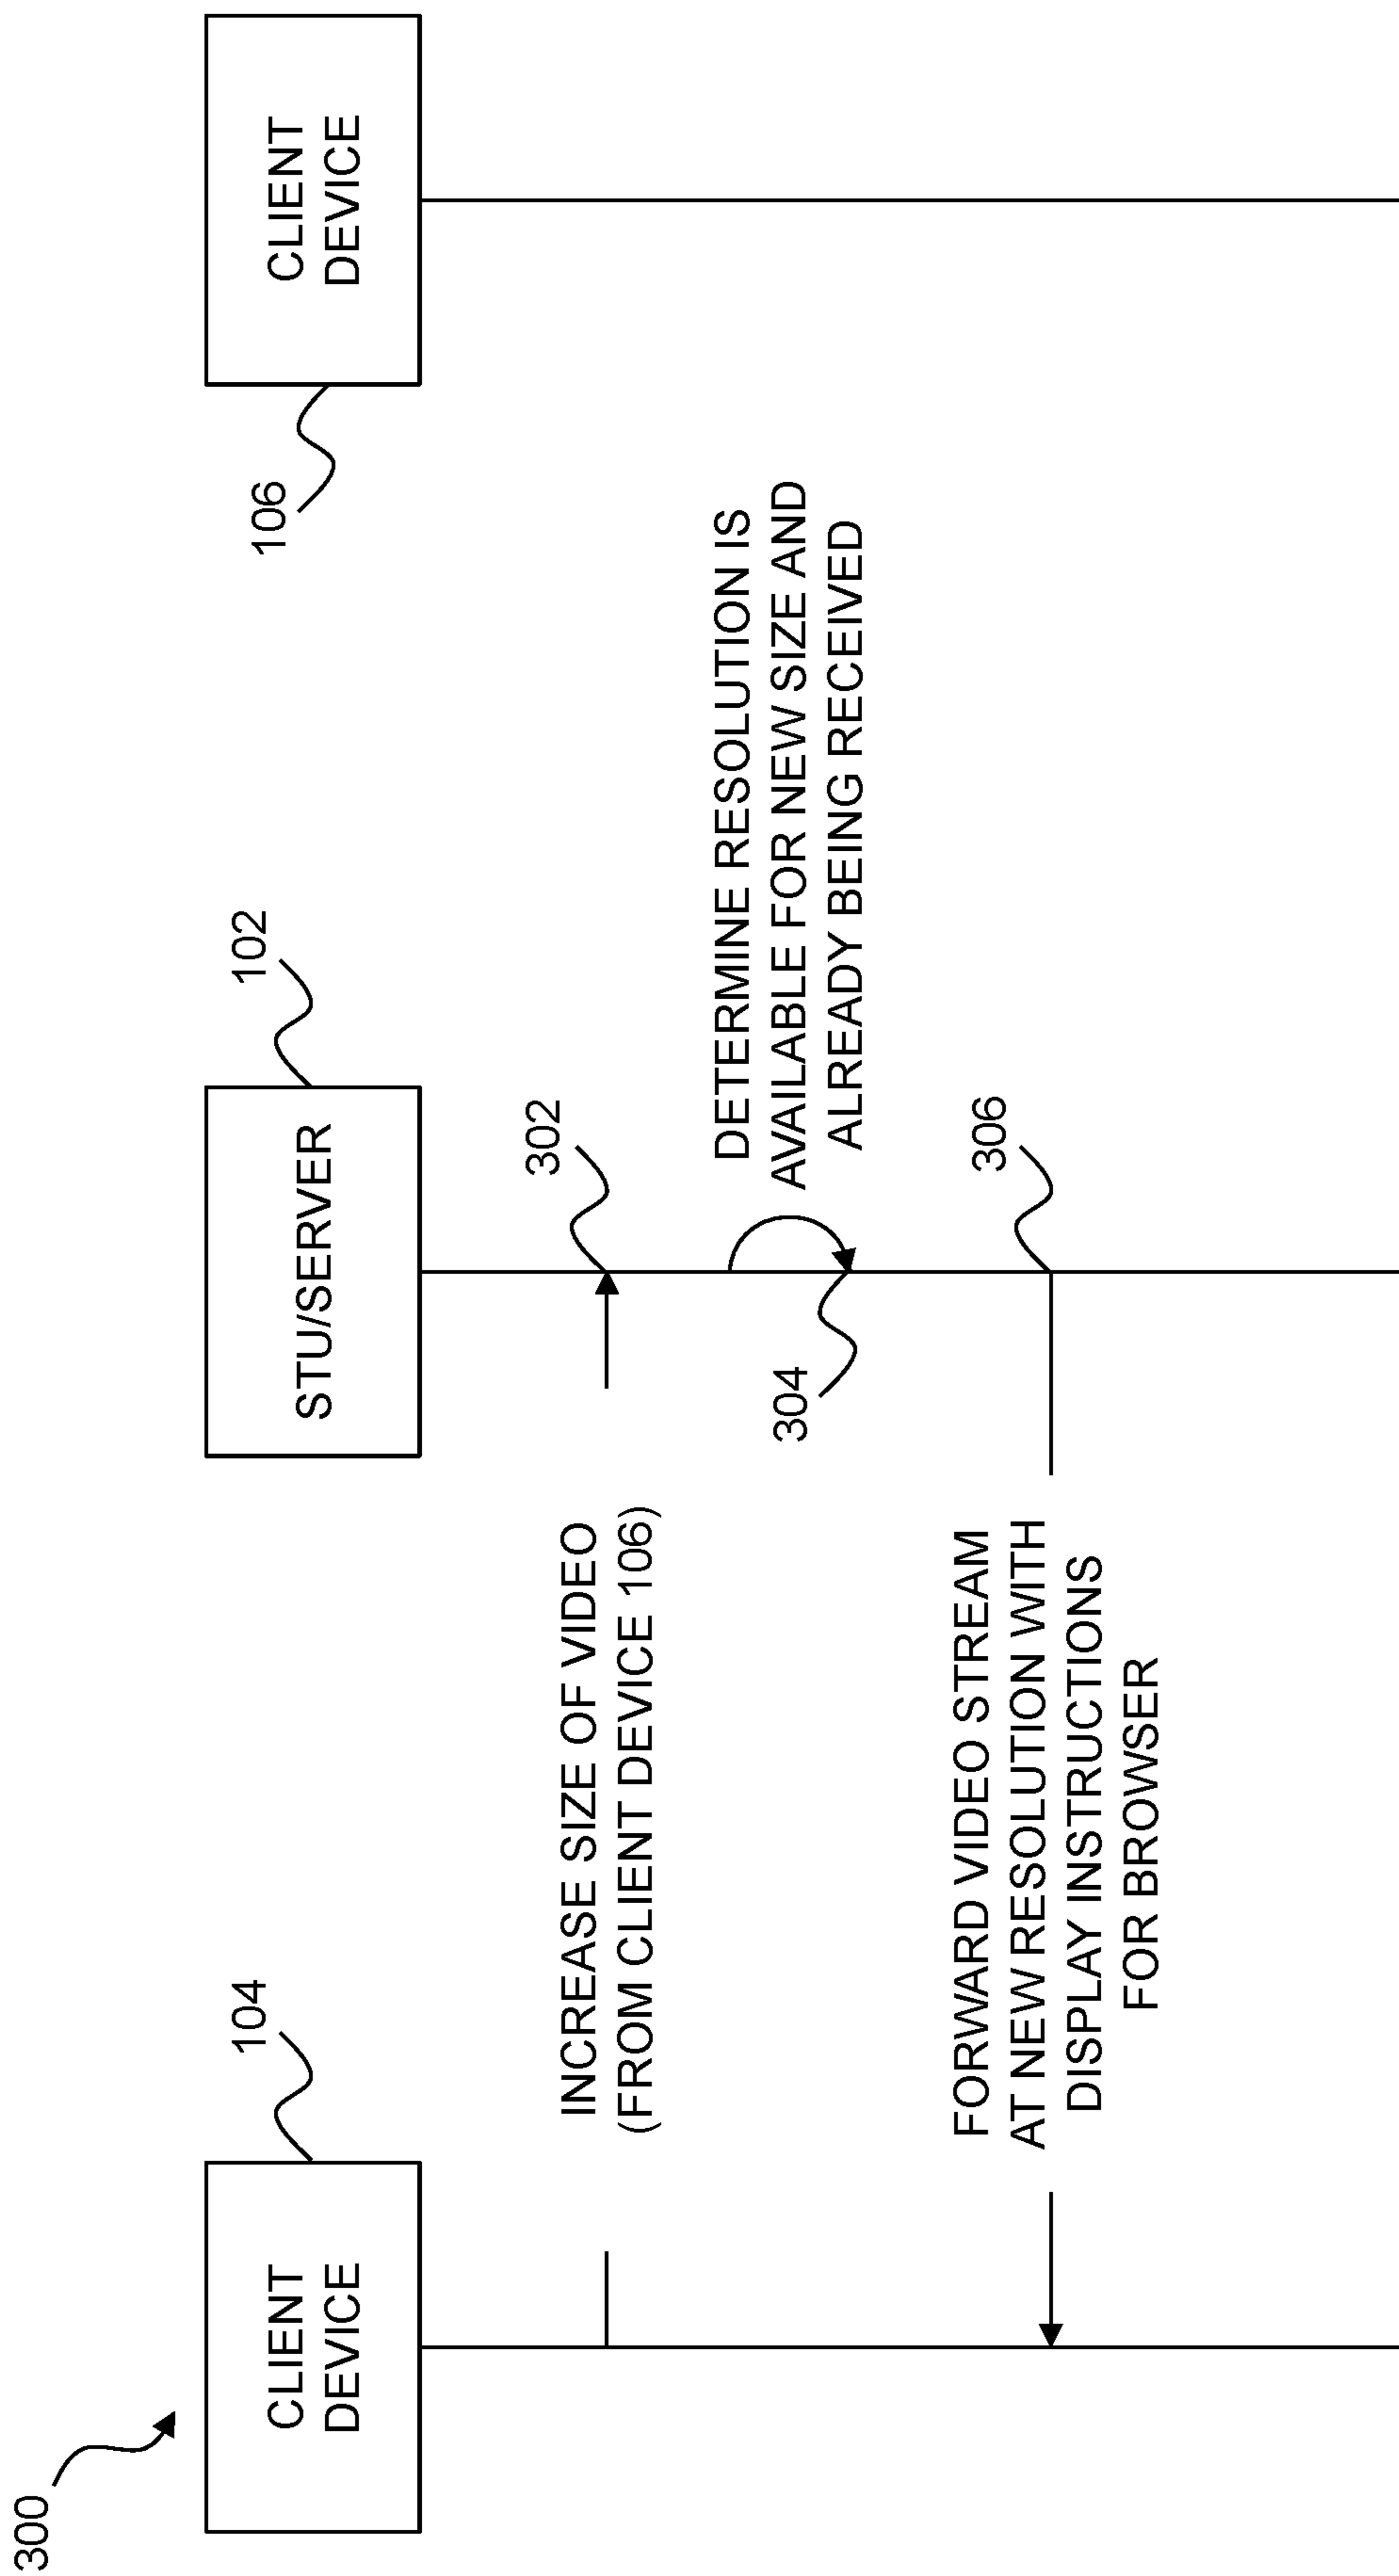 300
CLIENT
DEVICE
104
STU/SERVER
102
CLIENT
DEVICE
106
INCREASE SIZE OF VIDEO
(FROM CLIENT DEVICE 106)
302
DETERMINE RESOLUTION IS
AVAILABLE FOR NEW SIZE AND
ALREADY BEING RECEIVED
304
FORWARD VIDEO STREAM
AT NEW RESOLUTION WITH
DISPLAY INSTRUCTIONS
FOR BROWSER
306